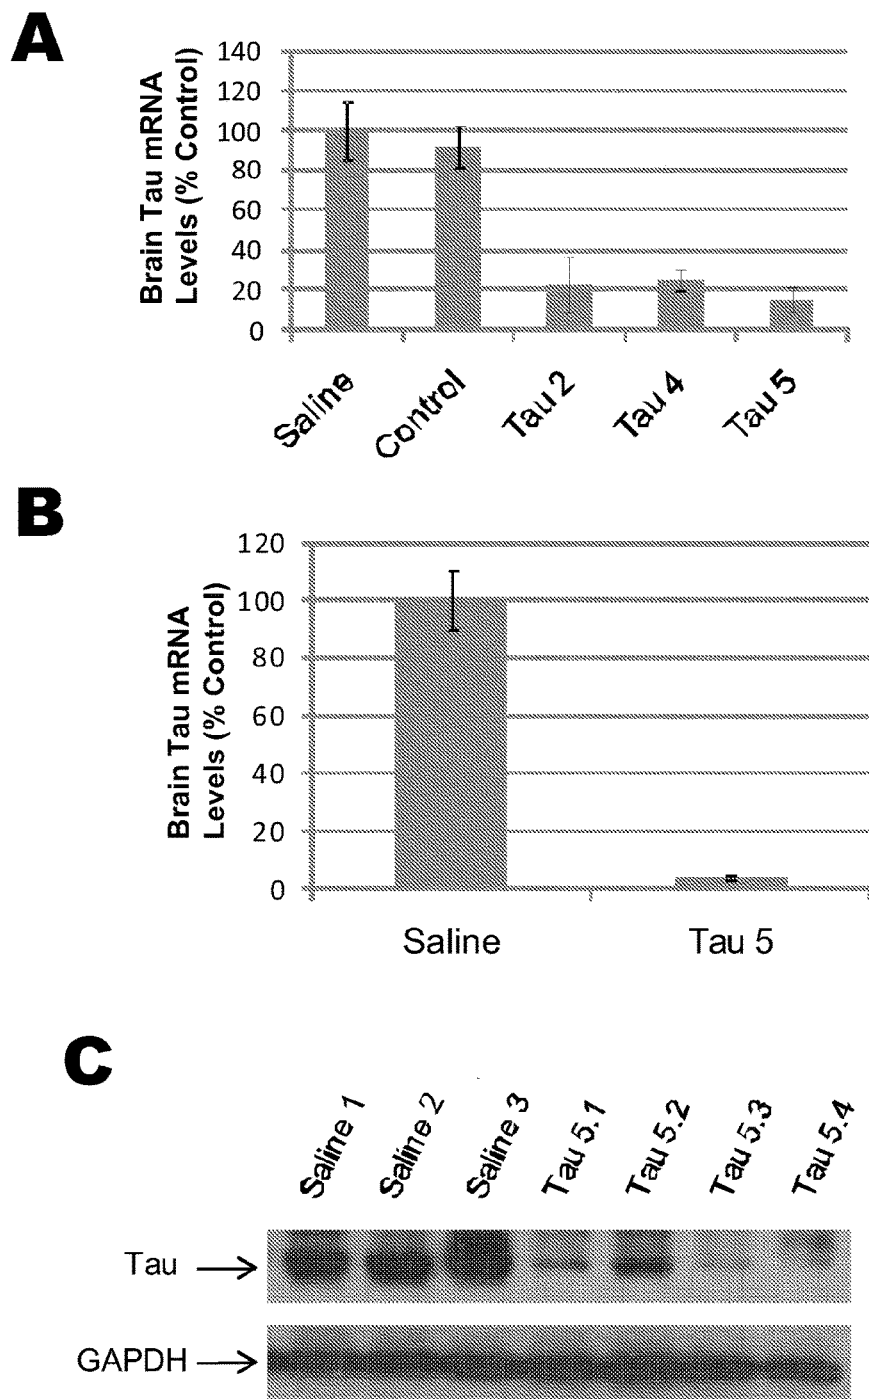 A
Brain Tau mRNA
Levels (% Control)
140
120
100
80
60
40
20
0
Saline
Control
Tau 2
Tau 4
Tau 5
B
Brain Tau mRNA
Levels (% Control)
120
100
80
60
40
20
0
Saline
Tau 5
C
Saline 1
Saline 2
Saline 3
Tau 5.1
Tau 5.2
Tau 5.3
Tau 5.4
Tau
GAPDH